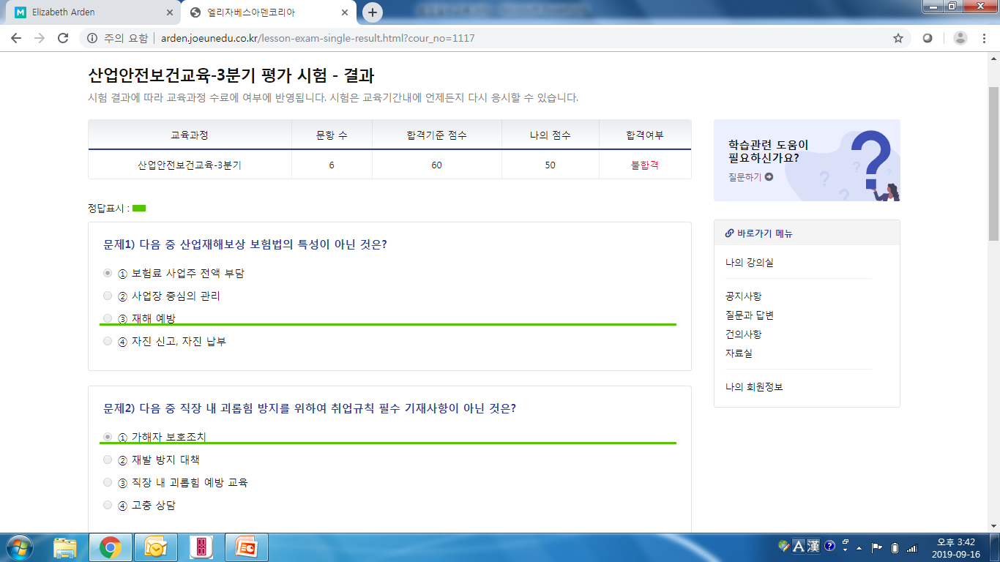 Elizabeth Arden
엘리자베스아덴코리아
주의 요함
arden.joeunedu.co.kr/lesson-exam-single-result.html?cour_no=1117
산업안전보건교육-3분기 평가 시험 - 결과
시험 결과에 따라 교육과정 수료에 여부에 반영됩니다. 시험은 교육기간내에 언제든지 다시 응시할 수 있습니다.
교육과정 문항 수 합격기준 점수 나의 점수 합격여부
산업안전보건교육-3분기 6 60 50 불합격
정답표시 :
문제1) 다음 중 산업재해보상 보험법의 특성이 아닌 것은?
① 보험료 사업주 전액 부담
② 사업장 중심의 관리
③ 재해 예방
④ 자진 신고, 자진 납부
문제2) 다음 중 직장 내 괴롭힘 방지를 위하여 취업규칙 필수 기재사항이 아닌 것은?
① 가해자 보호조치
② 재발 방지 대책
③ 직장 내 괴롭힘 예방 교육
④ 고충 상담
학습관련 도움이
필요하신가요?
질문하기
바로가기 메뉴
나의 강의실
공지사항
질문과 답변
건의사항
자료실
나의 회원정보
A 漢
오후 3:42
2019-09-16